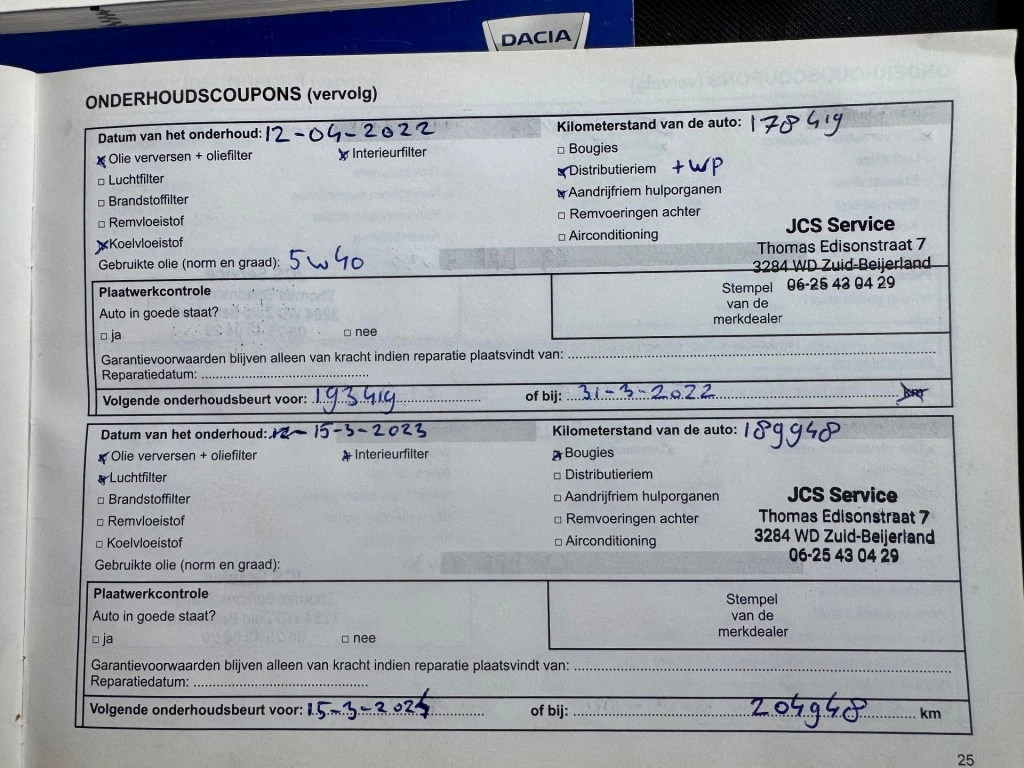 DACIA
ONDERHOUDSCOUPONS (vervolg)
Datum van het onderhoud: 12-04-2022 Kilometerstand van de auto: 178419
Olie verversen + oliefilter Interieurfilter Bougies
Luchtfilter Distributieriem + WP
Brandstoffilter Aandrijfriem hulporganen
Remvloeistof Remvoeringen achter
Koelvloeistof Airconditioning
Gebruikte olie (norm en graad): 5w40
JCS Service
Thomas Edisonstraat 7
3284 WD Zuid-Beijerland
06-25 43 04 29
Plaatwerkcontrole
Auto in goede staat?
ja nee
Stempel
van de
merkdealer
Garantievoorwaarden blijven alleen van kracht indien reparatie plaatsvindt van:
Reparatiedatum:
Volgende onderhoudsbeurt voor: 193419 of bij: 31-3-2022
Datum van het onderhoud: 15-3-2023 Kilometerstand van de auto: 189948
Olie verversen + oliefilter Interieurfilter Bougies
Luchtfilter Distributieriem
Brandstoffilter Aandrijfriem hulporganen
Remvloeistof Remvoeringen achter
Koelvloeistof Airconditioning
Gebruikte olie (norm en graad):
JCS Service
Thomas Edisonstraat 7
3284 WD Zuid-Beijerland
06-25 43 04 29
Plaatwerkcontrole
Auto in goede staat?
ja nee
Stempel
van de
merkdealer
Garantievoorwaarden blijven alleen van kracht indien reparatie plaatsvindt van:
Reparatiedatum:
Volgende onderhoudsbeurt voor: 15-3-2024 of bij: 204948 km
25